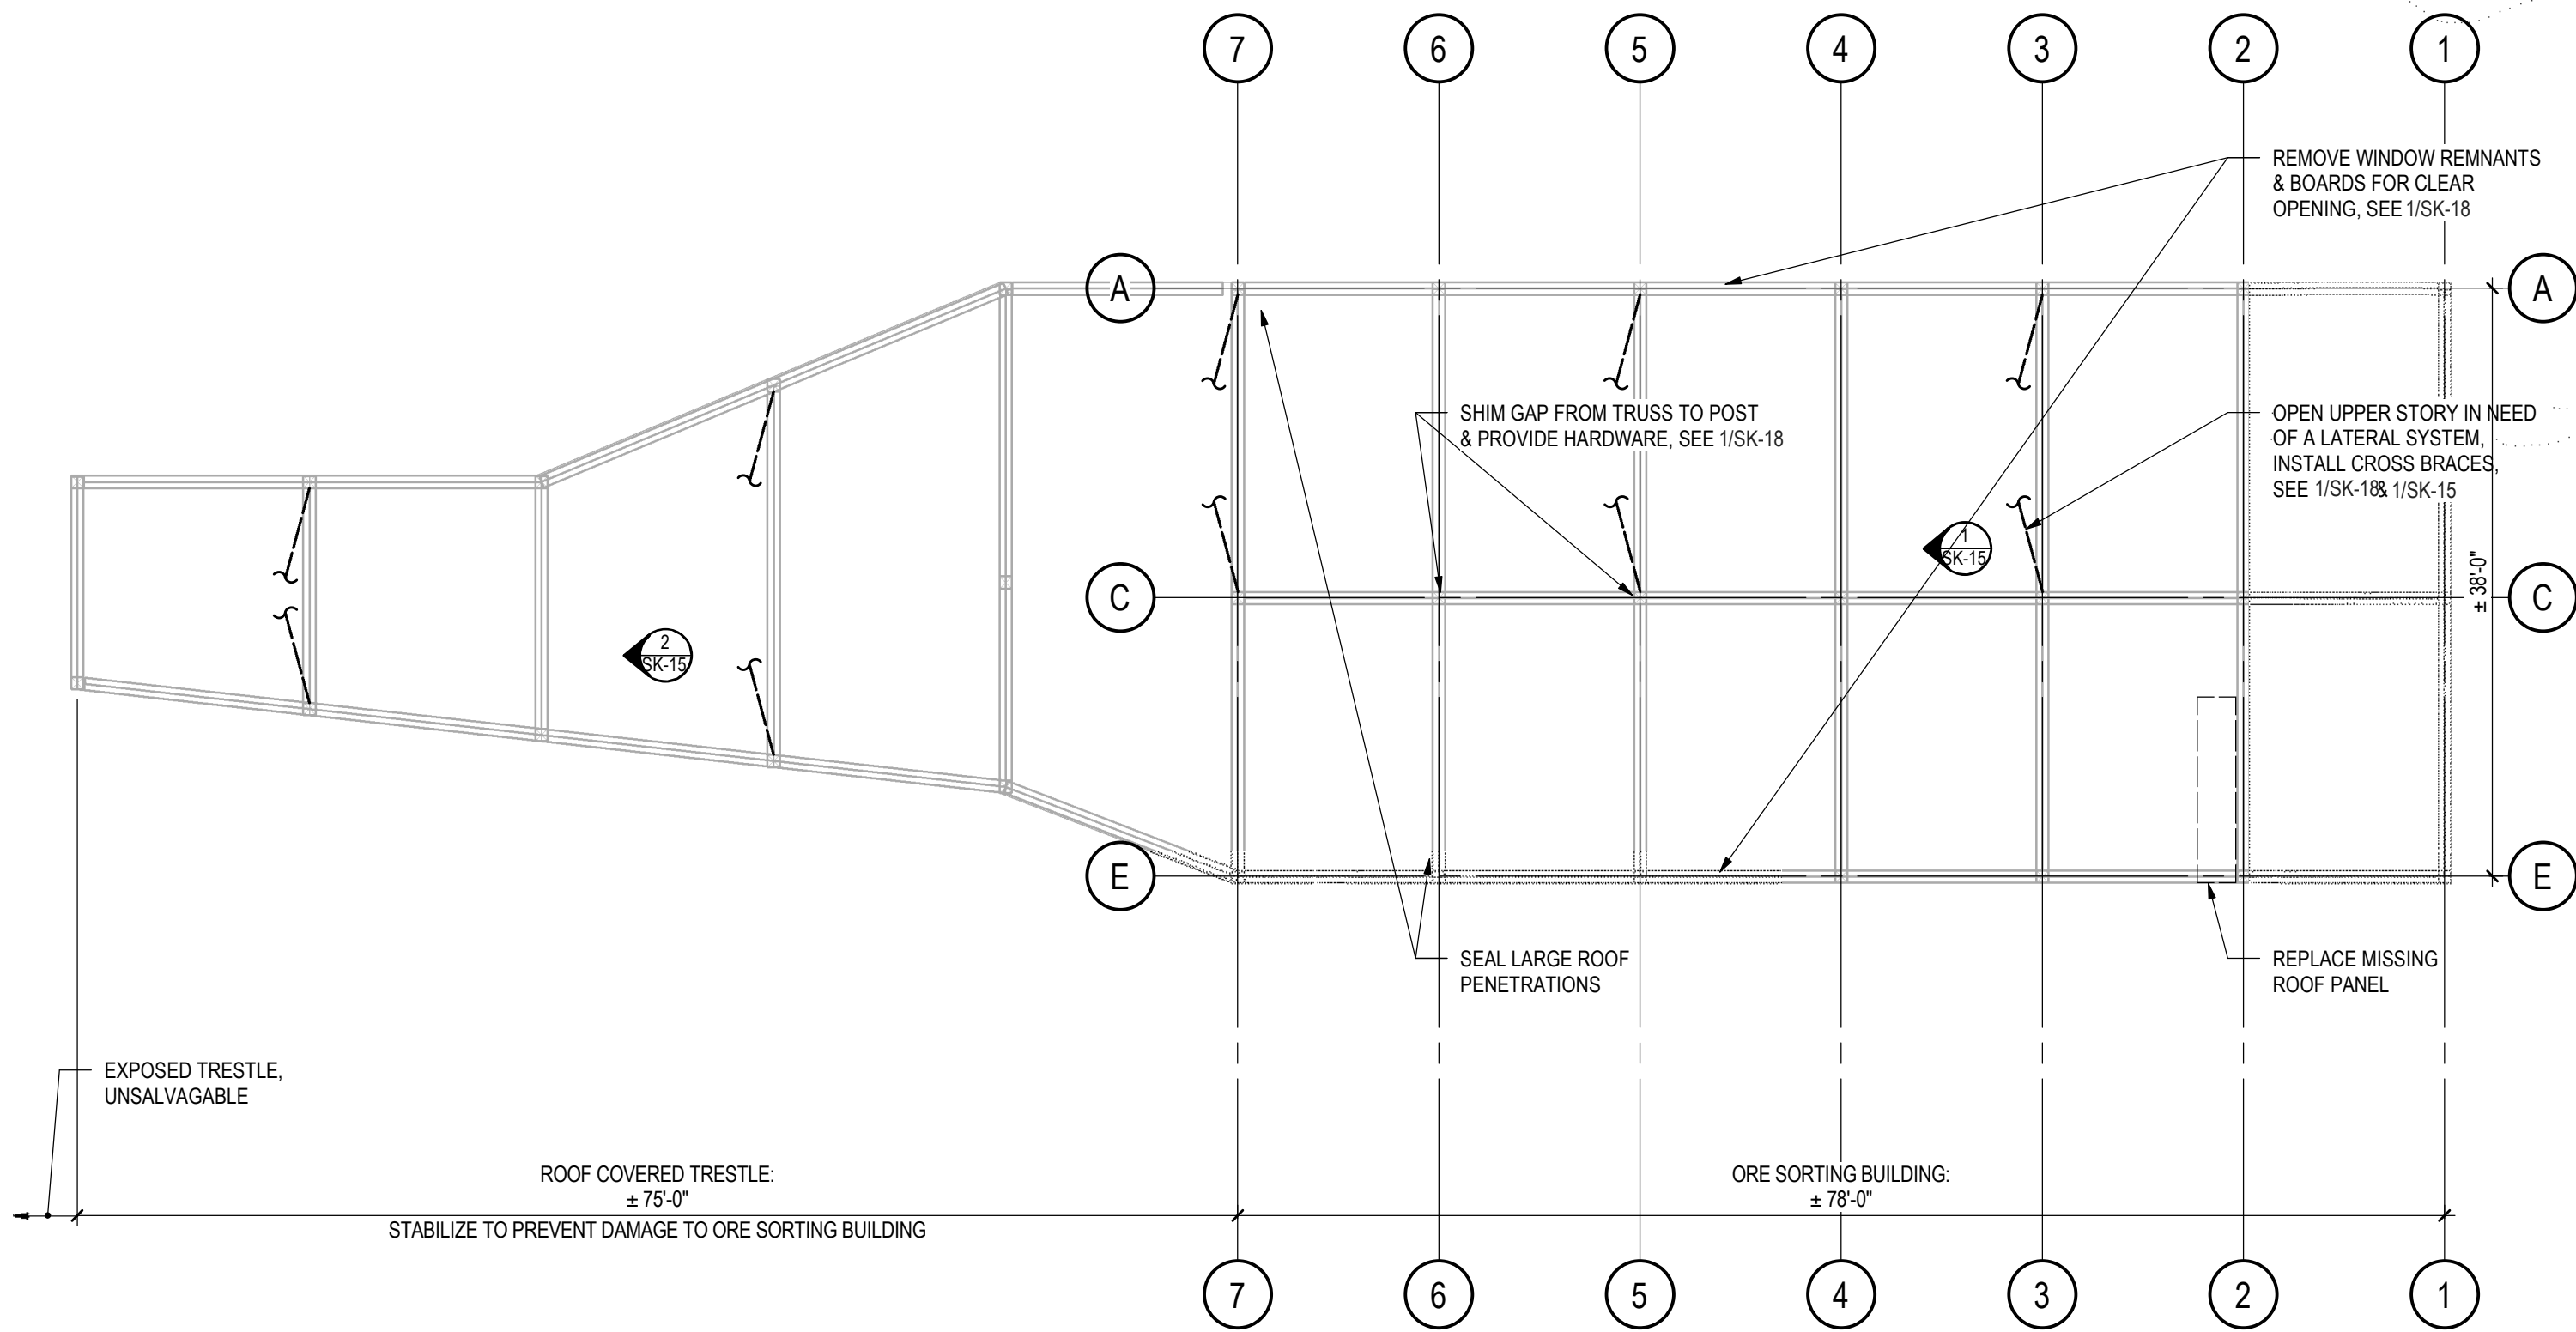 7
6
5
4
3
2
1
REMOVE WINDOW REMNANTS
& BOARDS FOR CLEAR
OPENING, SEE 1/SK-18
A
A
SHIM GAP FROM TRUSS TO POST
& PROVIDE HARDWARE, SEE 1/SK-18
OPEN UPPER STORY IN NEED
OF A LATERAL SYSTEM,
INSTALL CROSS BRACES,
SEE 1/SK-18& 1/SK-15
1
SK-15
± 38'-0"
C
C
2
SK-15
E
E
SEAL LARGE ROOF
PENETRATIONS
REPLACE MISSING
ROOF PANEL
EXPOSED TRESTLE,
UNSALVAGABLE
ROOF COVERED TRESTLE:
± 75'-0"
STABILIZE TO PREVENT DAMAGE TO ORE SORTING BUILDING
ORE SORTING BUILDING:
± 78'-0"
7
6
5
4
3
2
1